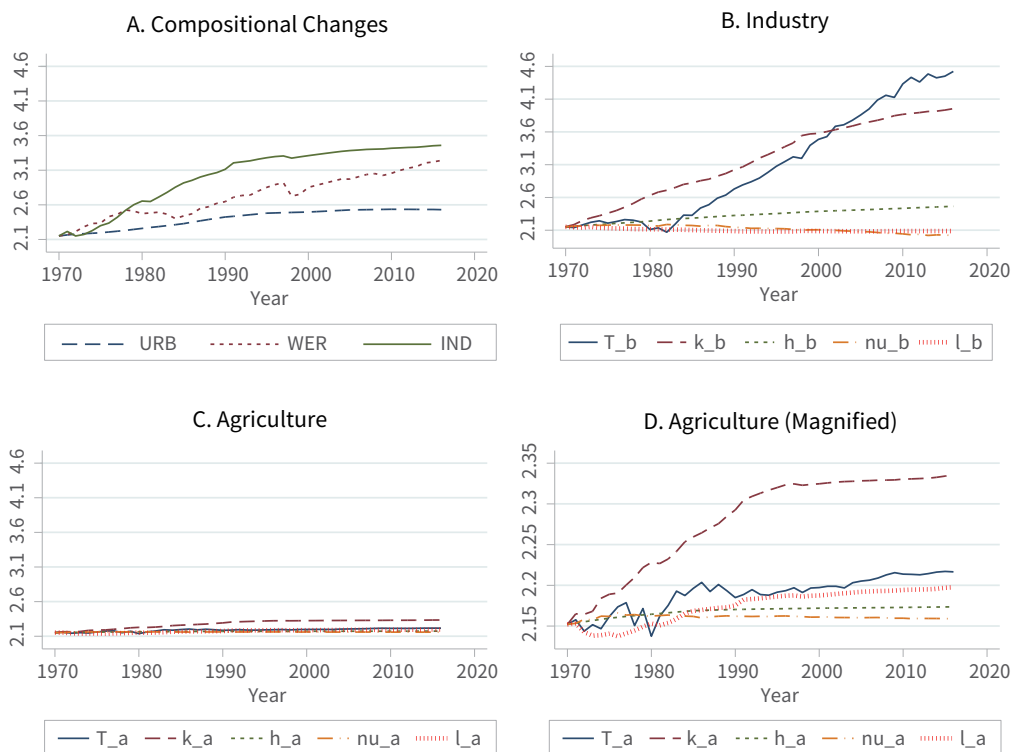 A. Compositional Changes
4.6
4.1
3.6
3.1
2.6
2.1
1970 1980 1990 2000 2010 2020
Year
URB WER IND
B. Industry
4.6
4.1
3.6
3.1
2.6
2.1
1970 1980 1990 2000 2010 2020
Year
T_b k_b h_b nu_b l_b
C. Agriculture
4.6
4.1
3.6
3.1
2.6
2.1
1970 1980 1990 2000 2010 2020
Year
T_a k_a h_a nu_a l_a
D. Agriculture (Magnified)
2.35
2.3
2.25
2.2
2.15
1970 1980 1990 2000 2010 2020
Year
T_a k_a h_a nu_a l_a